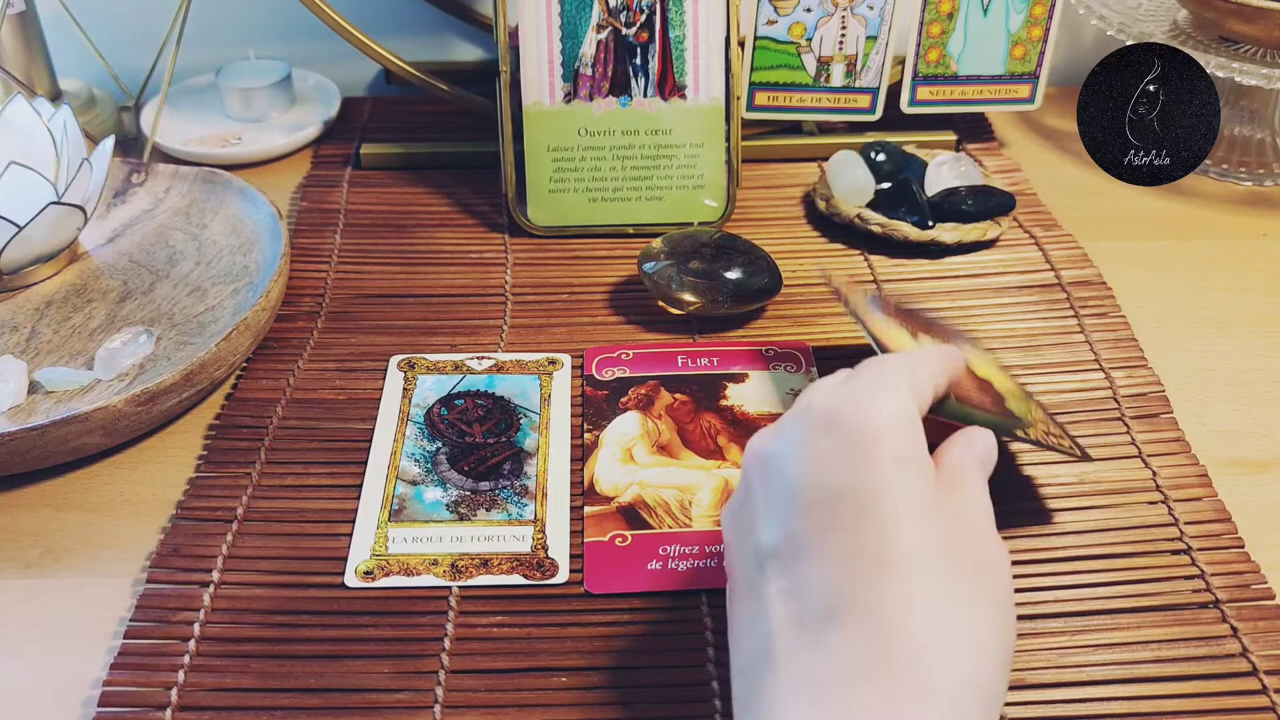 HUIT de DENIERS
NEUF de DENIERS
Ouvrir son cœur
Laissez l'amour grandir et s'épanouir tout
autour de vous. Depuis longtemps, vous
attendez cela ; or, le moment est arrivé.
Faites vos choix en écoutant votre cœur et
suivez le chemin qui vous mènera vers une
vie heureuse et saine.
AstrAela
FLIRT
LA ROUE DE FORTUNE
Offrez
de légèreté